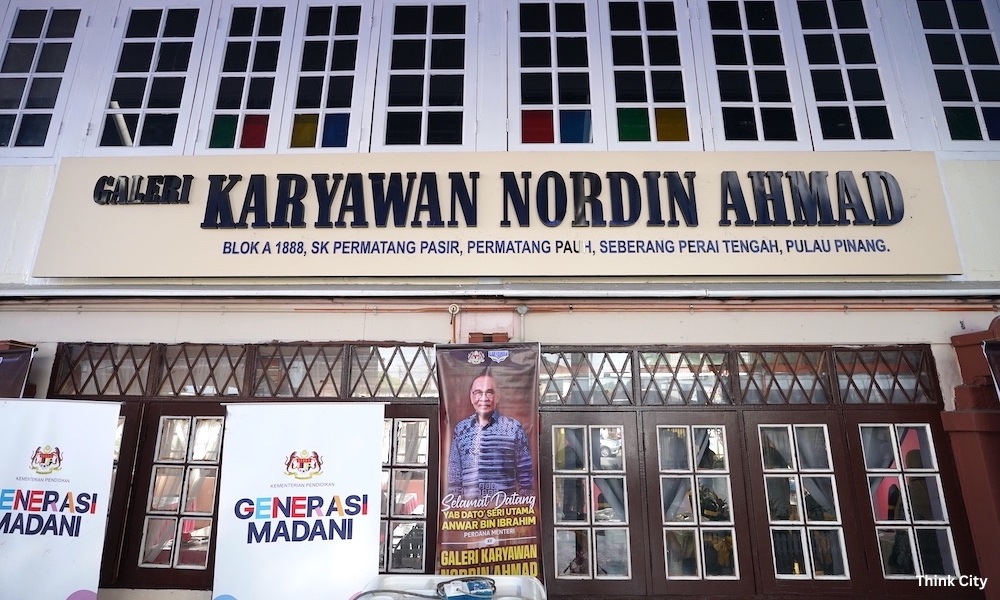 GALERI KARYAWAN NORDIN AHMAD
BLOK A 1888, SK PERMATANG PASIR, PERMATANG PAUH, SEBERANG PERAI TENGAH, PULAU PINANG.
KEMENTERIAN PENDIDIKAN
GENERASI
MADANI
KEMENTERIAN PENDIDIKAN
GENERASI
MADANI
Selamat Datang
YAB DATO' SERI UTAMA
ANWAR BIN IBRAHIM
PERDANA MENTERI
KE
GALERI KARYAWAN
NORDIN AHMAD
Think City